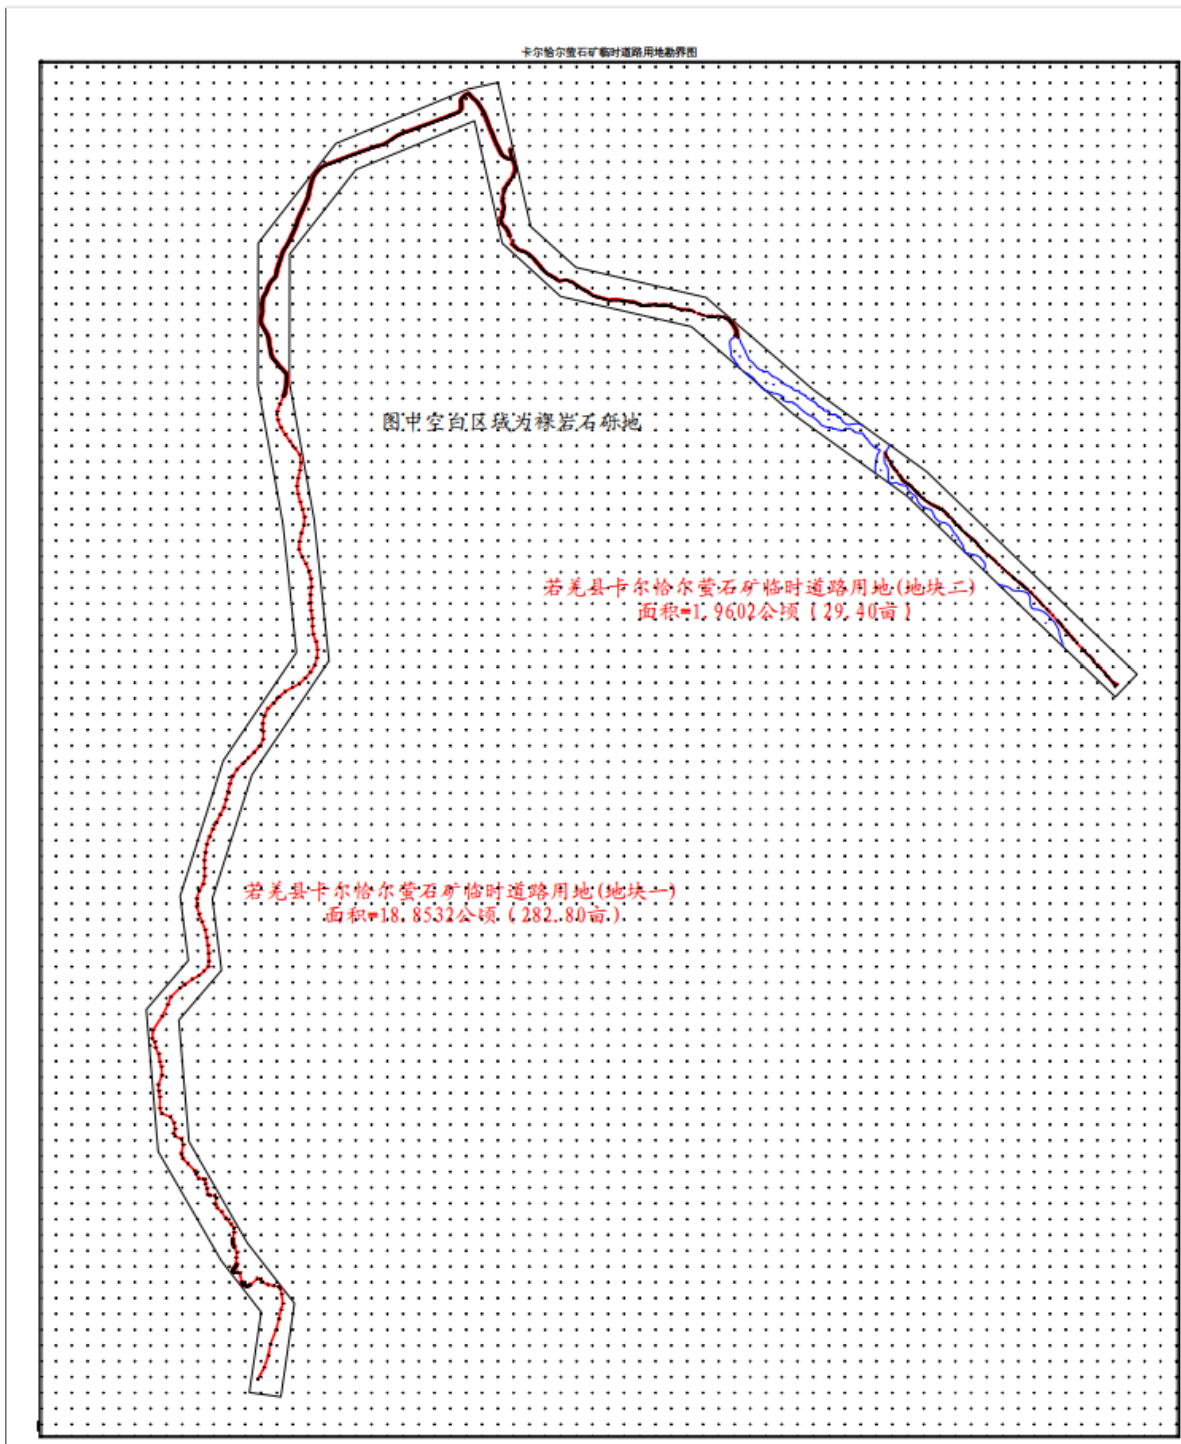 卡尔恰尔萤石矿临时道路用地勘界图
图中空白区域为裸岩石砾地
若羌县卡尔恰尔萤石矿临时道路用地(地块二)
面积=1.9602公顷(29.40亩)
若羌县卡尔恰尔萤石矿临时道路用地(地块一)
面积=18.8532公顷(282.80亩)